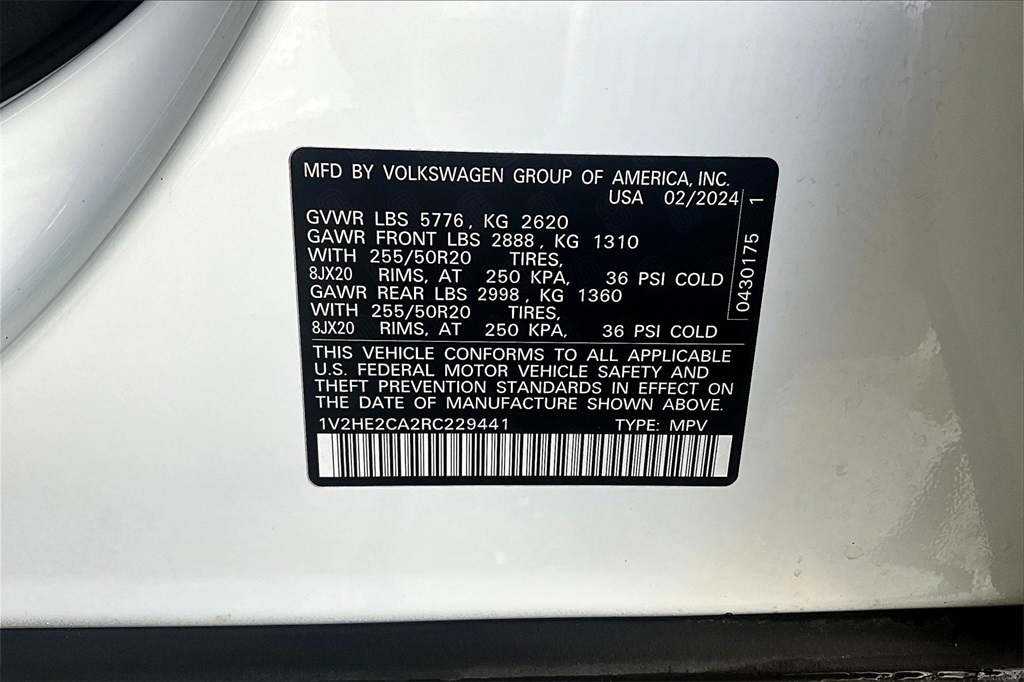 MFD BY VOLKSWAGEN GROUP OF AMERICA, INC.
USA 02/2024
GVWR LBS 5776, KG 2620
GAWR FRONT LBS 2888, KG 1310
WITH 255/50R20 TIRES,
8JX20 RIMS, AT 250 KPA, 36 PSI COLD
GAWR REAR LBS 2998, KG 1360
WITH 255/50R20 TIRES,
8JX20 RIMS, AT 250 KPA, 36 PSI COLD
THIS VEHICLE CONFORMS TO ALL APPLICABLE
U.S. FEDERAL MOTOR VEHICLE SAFETY AND
THEFT PREVENTION STANDARDS IN EFFECT ON
THE DATE OF MANUFACTURE SHOWN ABOVE.
1V2HE2CA2RC229441 TYPE: MPV
0430175 1